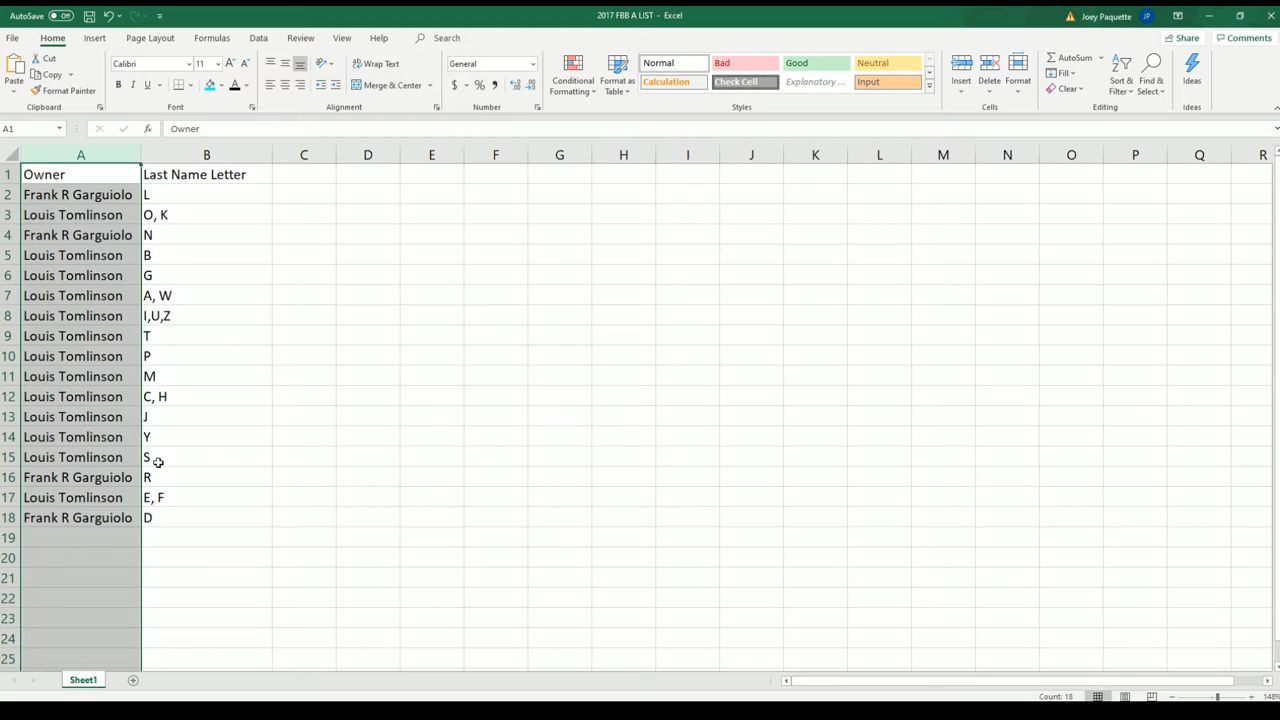 AutoSave Off
2017 FBB A LIST - Excel
Joey Paquette JP
File Home Insert Page Layout Formulas Data Review View Help Search
Share Comments
Paste
Cut
Copy
Format Painter
Clipboard
Calibri 11
B I U
Font
Wrap Text
Merge & Center
Alignment
General
$ % ,
Number
Conditional Formatting
Format as Table
Normal Bad Good Neutral
Calculation Check Cell Explanatory ... Input
Styles
Insert Delete Format
Cells
AutoSum
Fill
Clear
Sort & Filter
Find & Select
Editing
Ideas
Ideas
A1 fx Owner
A B C D E F G H I J K L M N O P Q R
1 Owner Last Name Letter
2 Frank R Garguiolo L
3 Louis Tomlinson O, K
4 Frank R Garguiolo N
5 Louis Tomlinson B
6 Louis Tomlinson G
7 Louis Tomlinson A, W
8 Louis Tomlinson I,U,Z
9 Louis Tomlinson T
10 Louis Tomlinson P
11 Louis Tomlinson M
12 Louis Tomlinson C, H
13 Louis Tomlinson J
14 Louis Tomlinson Y
15 Louis Tomlinson S
16 Frank R Garguiolo R
17 Louis Tomlinson E, F
18 Frank R Garguiolo D
19
20
21
22
23
24
25
Sheet1
Count: 18 148%